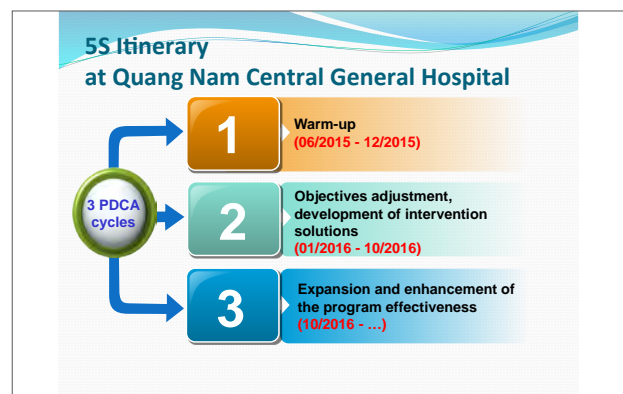 5S Itinerary
at Quang Nam Central General Hospital
3 PDCA
cycles
1
Warm-up
(06/2015 - 12/2015)
2
Objectives adjustment,
development of intervention
solutions
(01/2016 - 10/2016)
3
Expansion and enhancement of
the program effectiveness
(10/2016 - …)